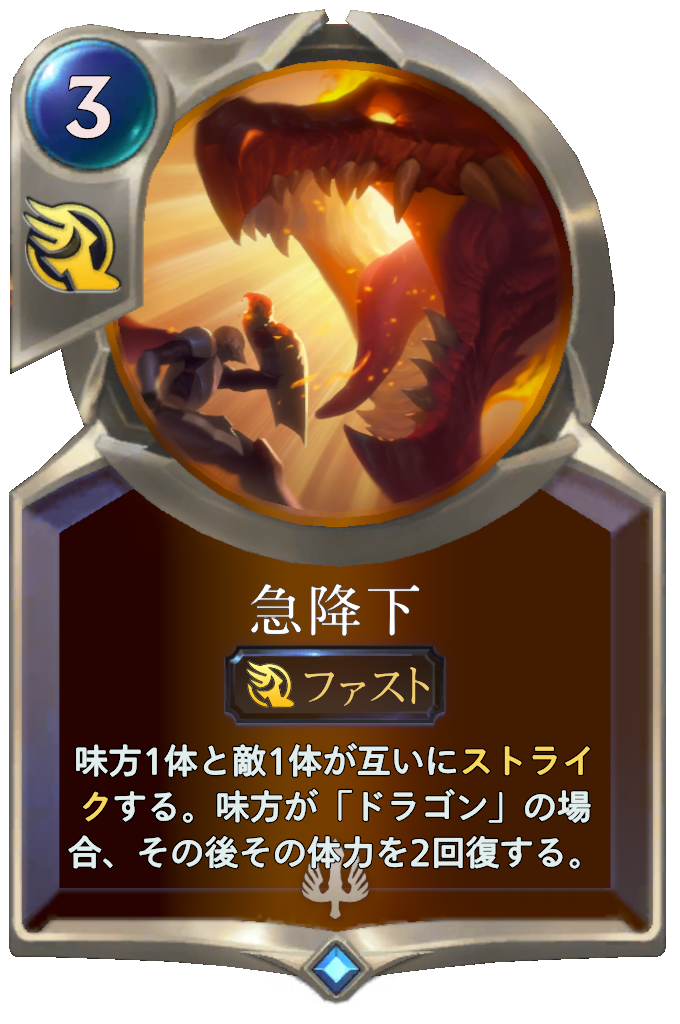 3
急降下
ファスト
味方1体と敵1体が互いにストライ
クする。味方が「ドラゴン」の場
合、その後その体力を2回復する。